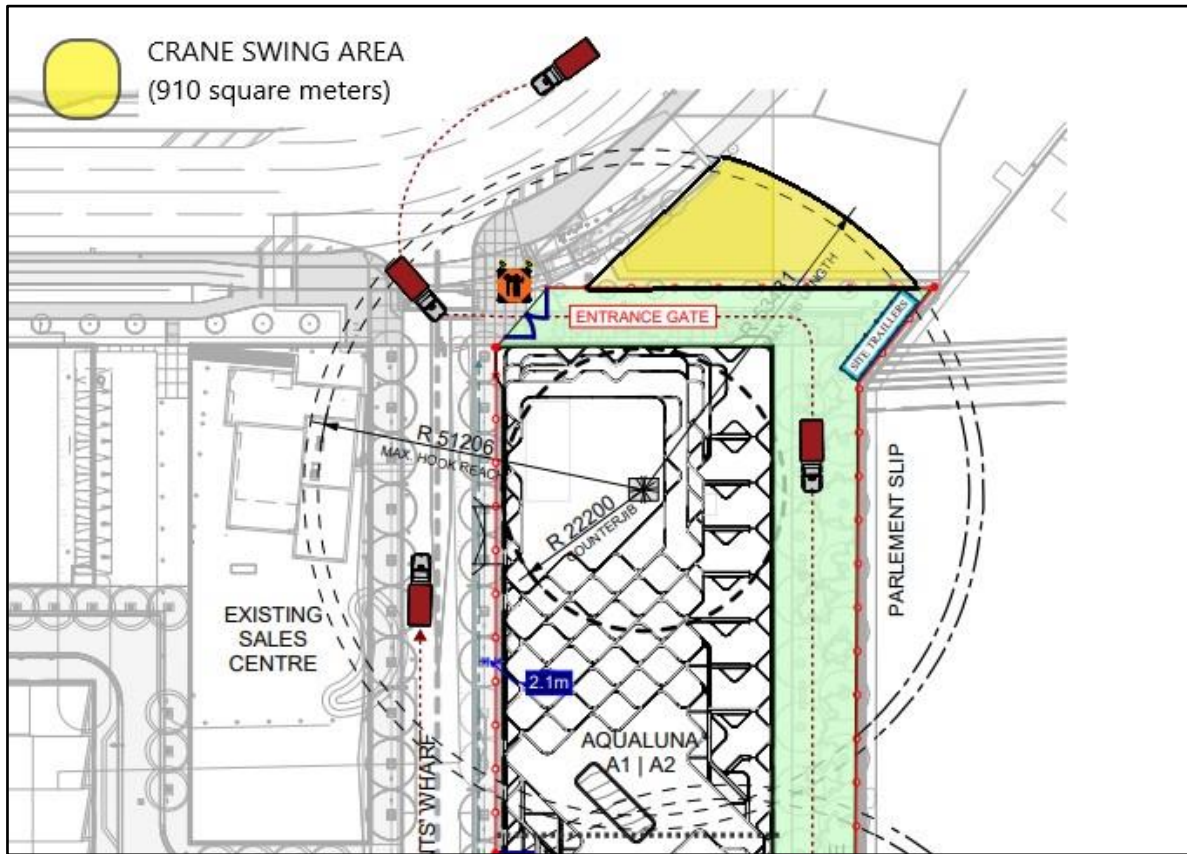 CRANE SWING AREA
(910 square meters)
ENTRANCE GATE
SITE TRAILLERS
R 51206
MAX. HOOK REACH
R 22200
COUNTERJIB
PARLEMENT SLIP
EXISTING
SALES
CENTRE
2.1m
AQUALUNA
A1 | A2